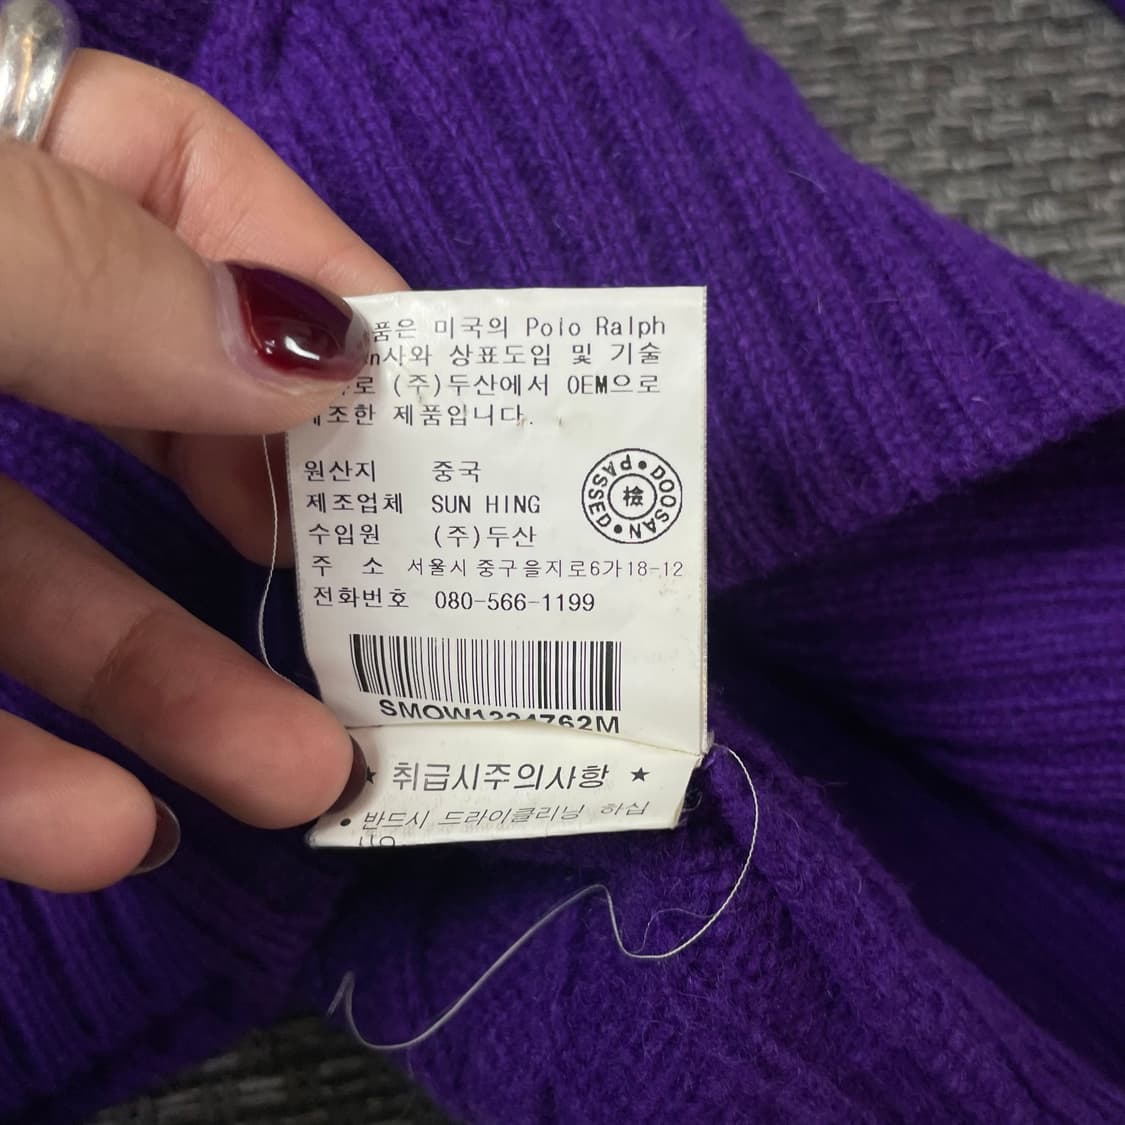 품은 미국의 Polo Ralph
n사와 상표도입 및 기술
로 (주)두산에서 OEM으로
제조한 제품입니다.
원산지 중국
제조업체 SUN HING
수입원 (주)두산
주 소 서울시 중구 을지로6가 18-12
전화번호 080-566-1199
DOOSAN • PASSED •
檢
★ 취급시주의사항 ★
• 반드시 드라이클리닝 하십